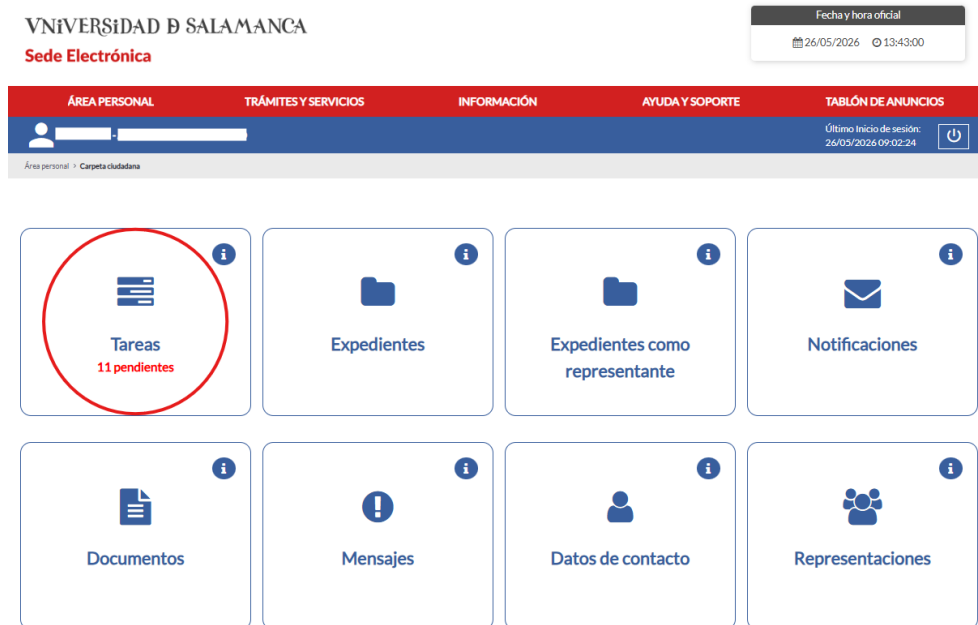 VNiVERSiDAD Ð SALAMANCA
Sede Electrónica
Fecha y hora oficial
26/05/2026 13:43:00
ÁREA PERSONAL TRÁMITES Y SERVICIOS INFORMACIÓN AYUDA Y SOPORTE TABLÓN DE ANUNCIOS
-
Último Inicio de sesión:
26/05/2026 09:02:24
Área personal > Carpeta ciudadana
Tareas
11 pendientes
Expedientes
Expedientes como
representante
Notificaciones
Documentos
Mensajes
Datos de contacto
Representaciones